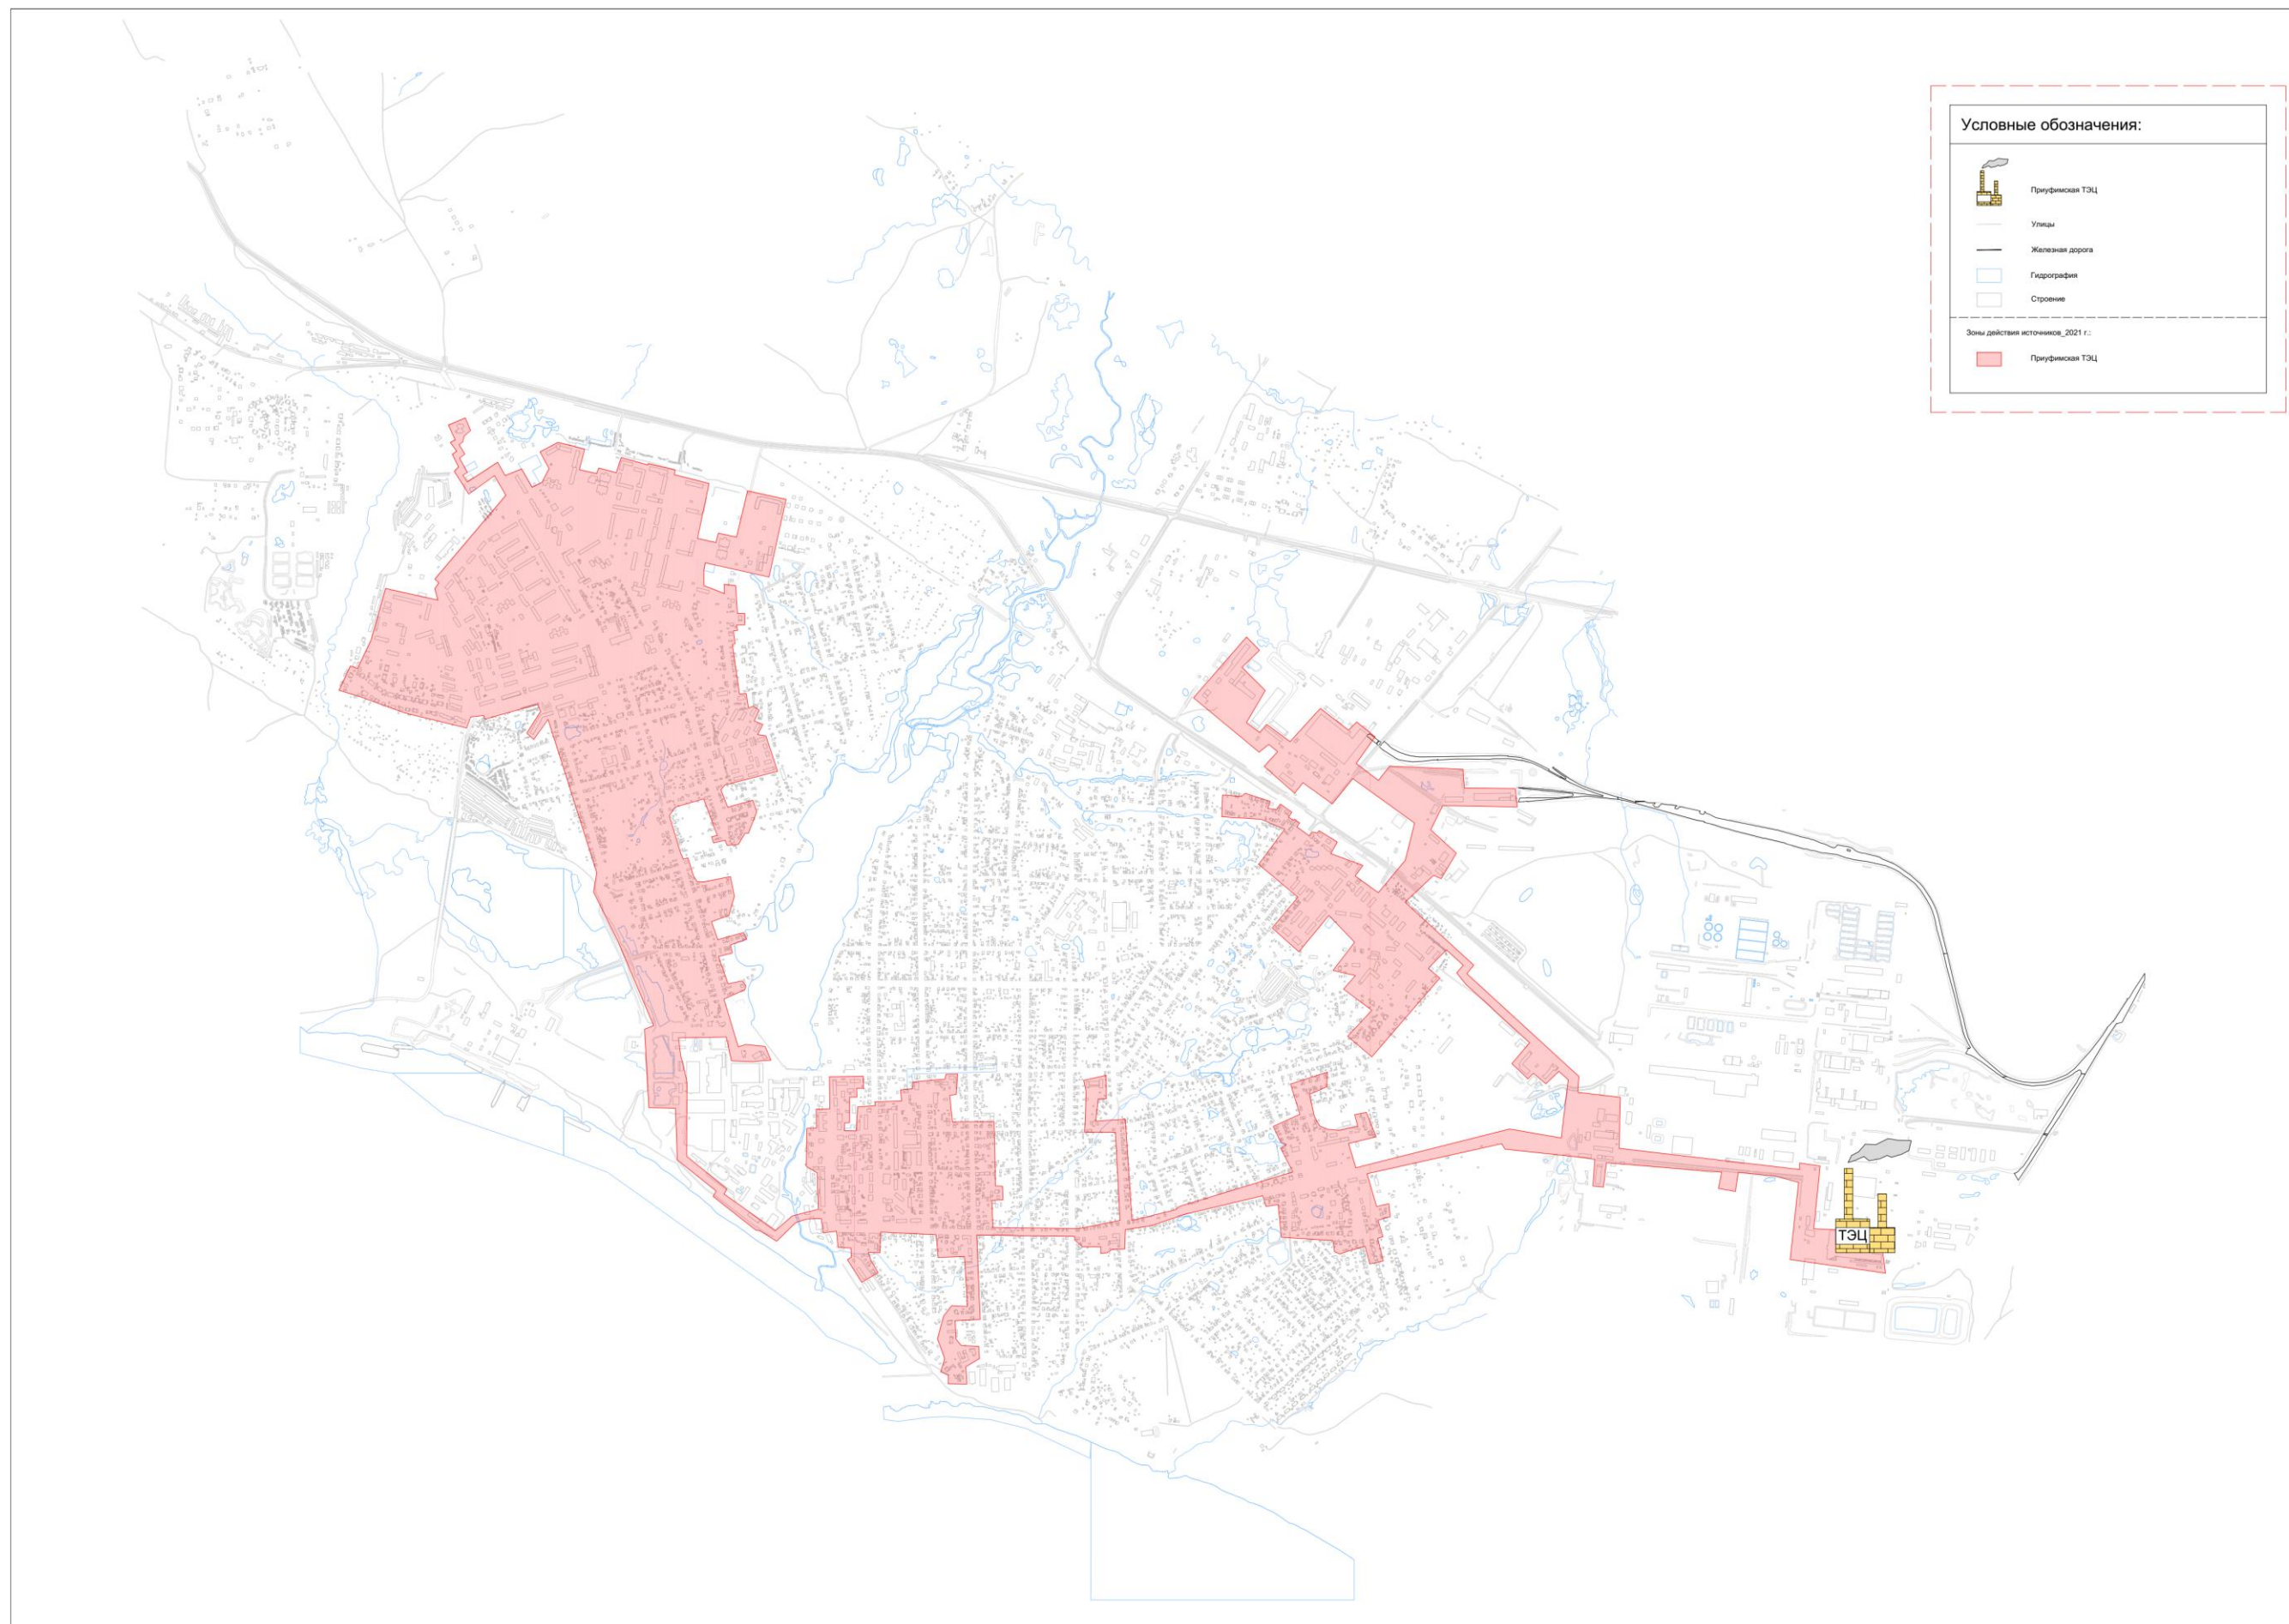 Условные обозначения:
Приуфимская ТЭЦ
Улицы
Железная дорога
Гидрография
Строение
Зоны действия источников_2021 г.:
Приуфимская ТЭЦ
ТЭЦ